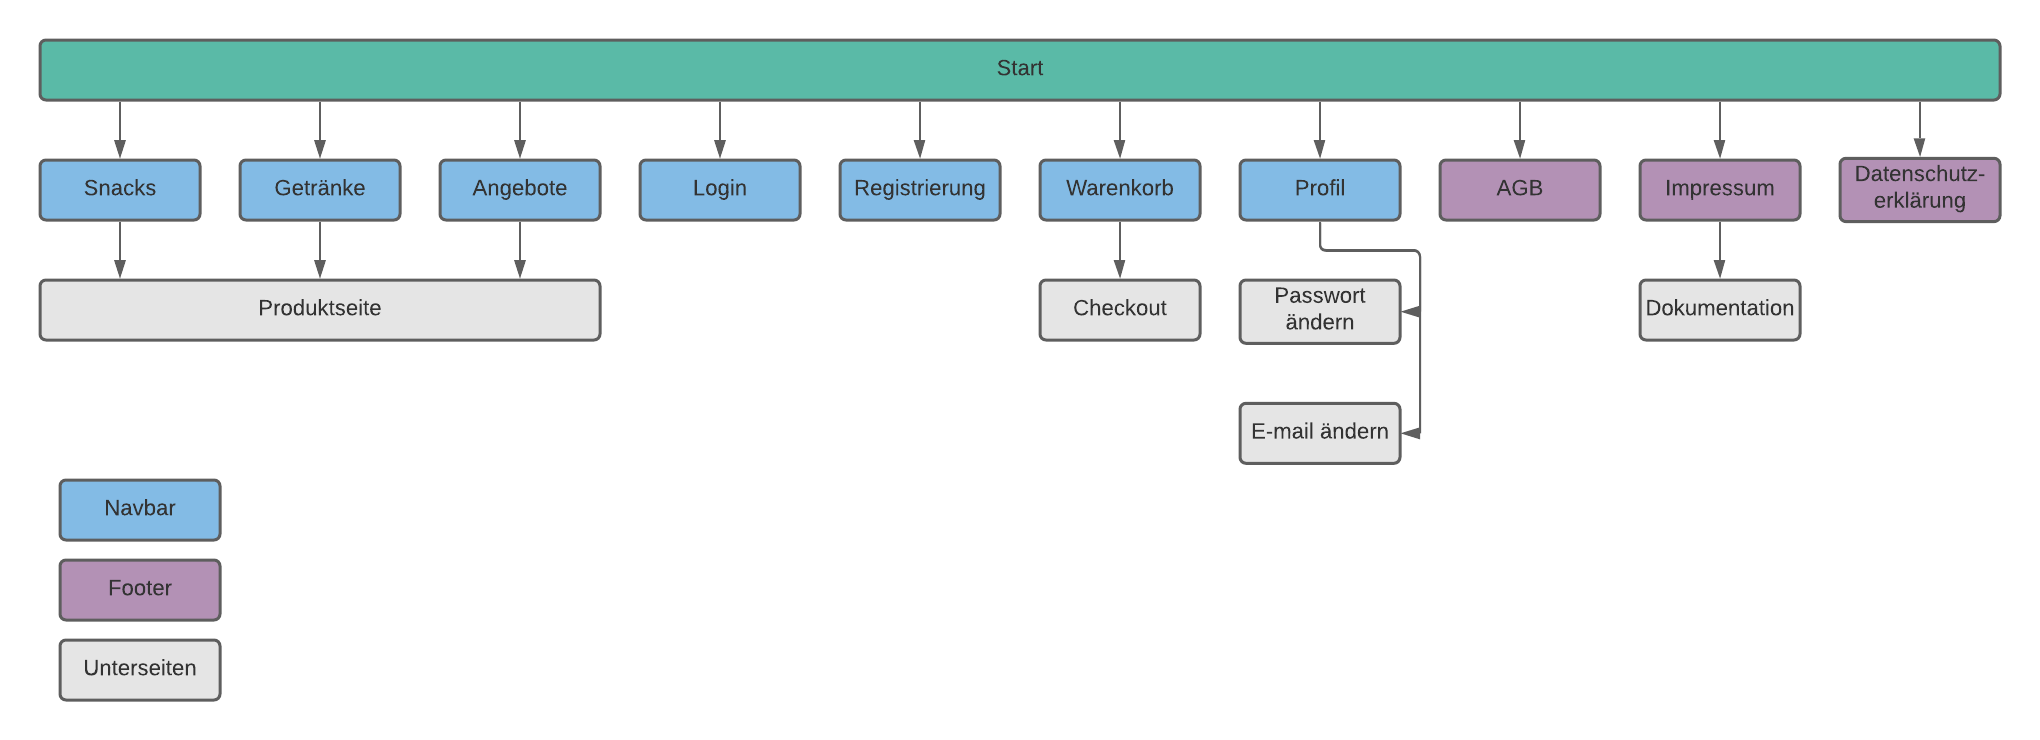 Start
Snacks
Getränke
Angebote
Login
Registrierung
Warenkorb
Profil
AGB
Impressum
Datenschutz-
erklärung
Produktseite
Checkout
Passwort
ändern
Dokumentation
E-mail ändern
Navbar
Footer
Unterseiten